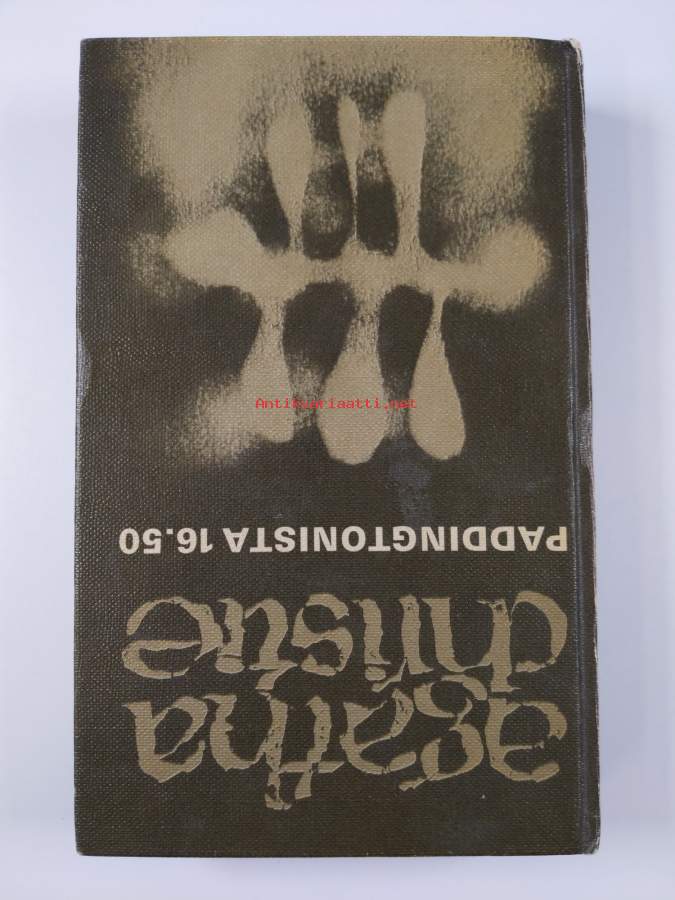 agatha
christie
PADDINGTONISTA 16.50
Antikvariaatti.net